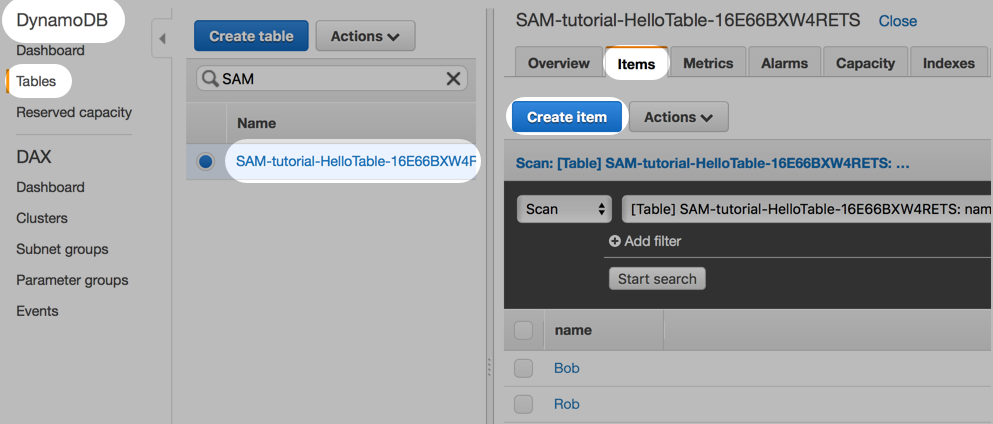 DynamoDB
Dashboard
Tables
Reserved capacity
DAX
Dashboard
Clusters
Subnet groups
Parameter groups
Events
Create table
Actions
SAM
Name
SAM-tutorial-HelloTable-16E66BXW4R
SAM-tutorial-HelloTable-16E66BXW4RETS Close
Overview Items Metrics Alarms Capacity Indexes
Create item Actions
Scan: [Table] SAM-tutorial-HelloTable-16E66BXW4RETS: ...
Scan [Table] SAM-tutorial-HelloTable-16E66BXW4RETS: nam
Add filter
Start search
name
Bob
Rob